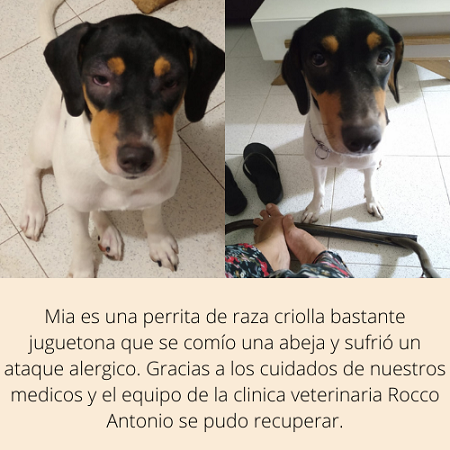 Mia es una perrita de raza criolla bastante
juguetona que se comío una abeja y sufrió un
ataque alergico. Gracias a los cuidados de nuestros
medicos y el equipo de la clinica veterinaria Rocco
Antonio se pudo recuperar.